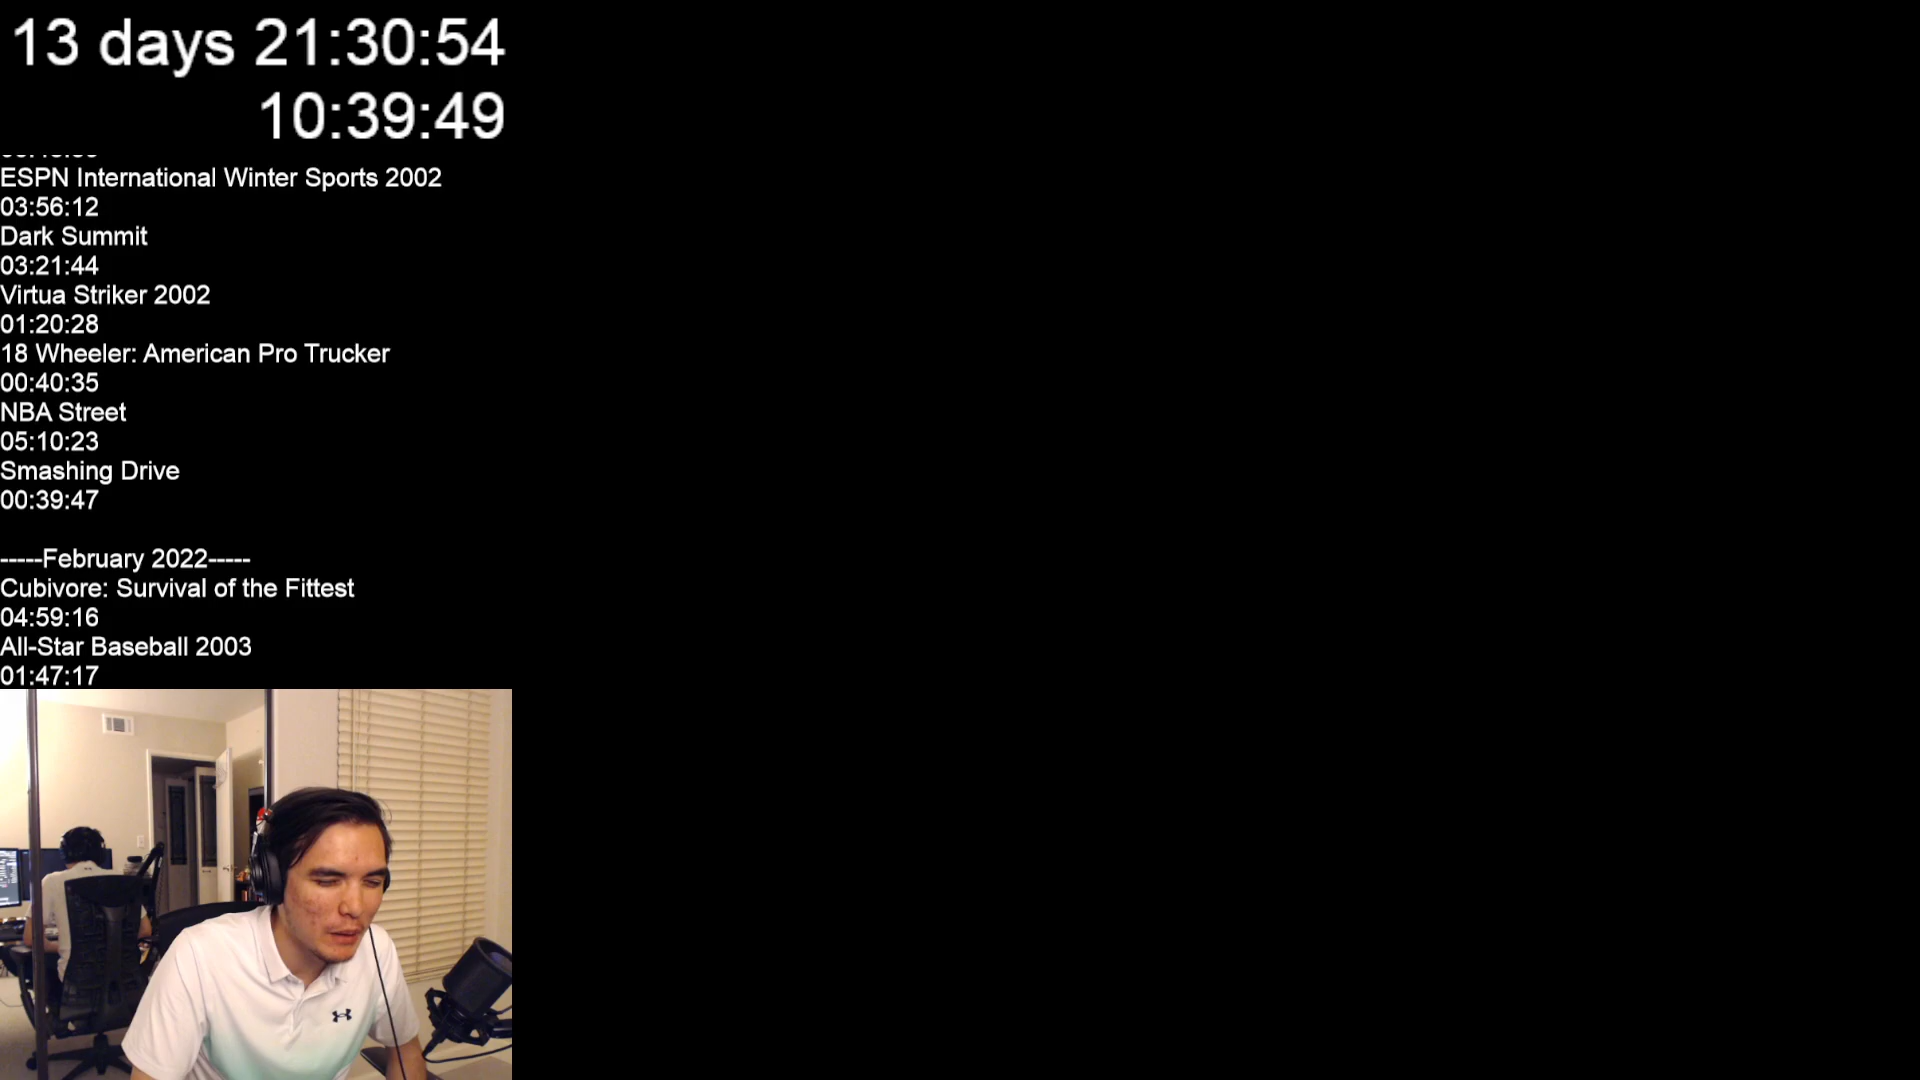 13 days 21:30:54
10:39:49
ESPN International Winter Sports 2002
03:56:12
Dark Summit
03:21:44
Virtua Striker 2002
01:20:28
18 Wheeler: American Pro Trucker
00:40:35
NBA Street
05:10:23
Smashing Drive
00:39:47
-----February 2022-----
Cubivore: Survival of the Fittest
04:59:16
All-Star Baseball 2003
01:47:17